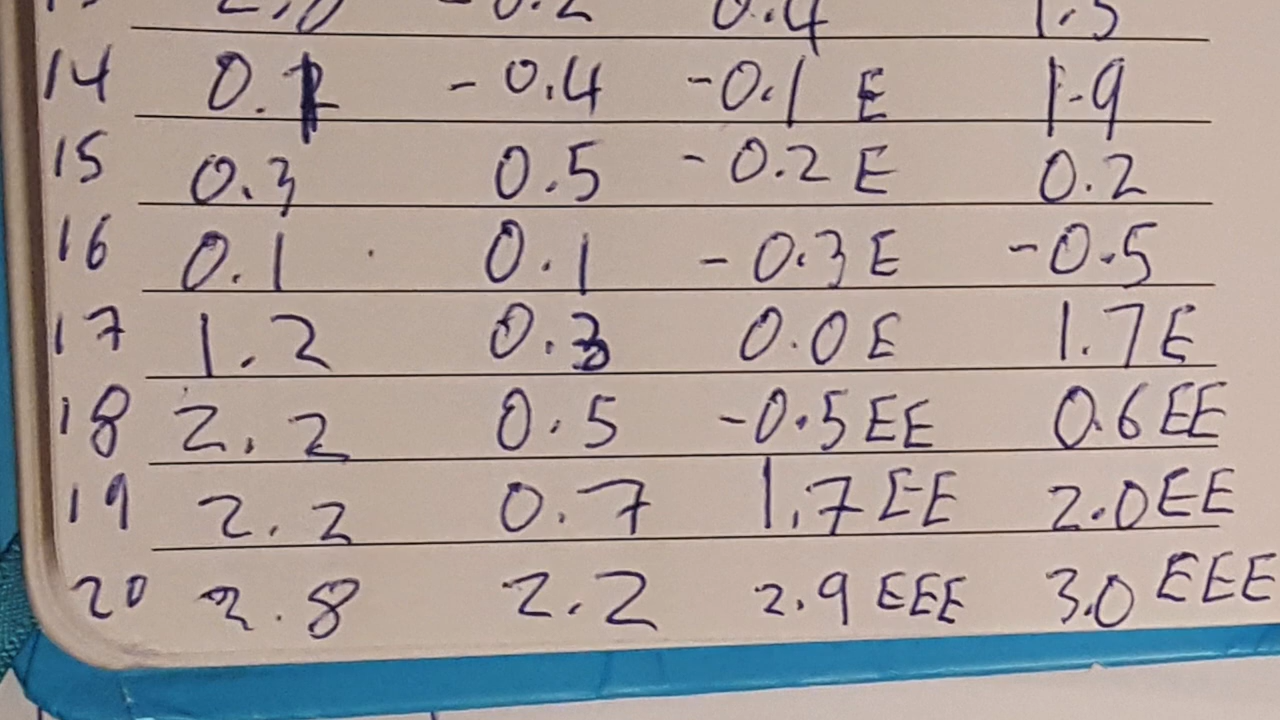 14 0.1 -0.4 -0.1 E 1.9
15 0.3 0.5 -0.2 E 0.2
16 0.1 0.1 -0.3 E -0.5
17 1.2 0.3 0.0 E 1.7 E
18 2.2 0.5 -0.5 EE 0.6 EE
19 2.2 0.7 1.7 EE 2.0 EE
20 2.8 2.2 2.9 EEE 3.0 EEE